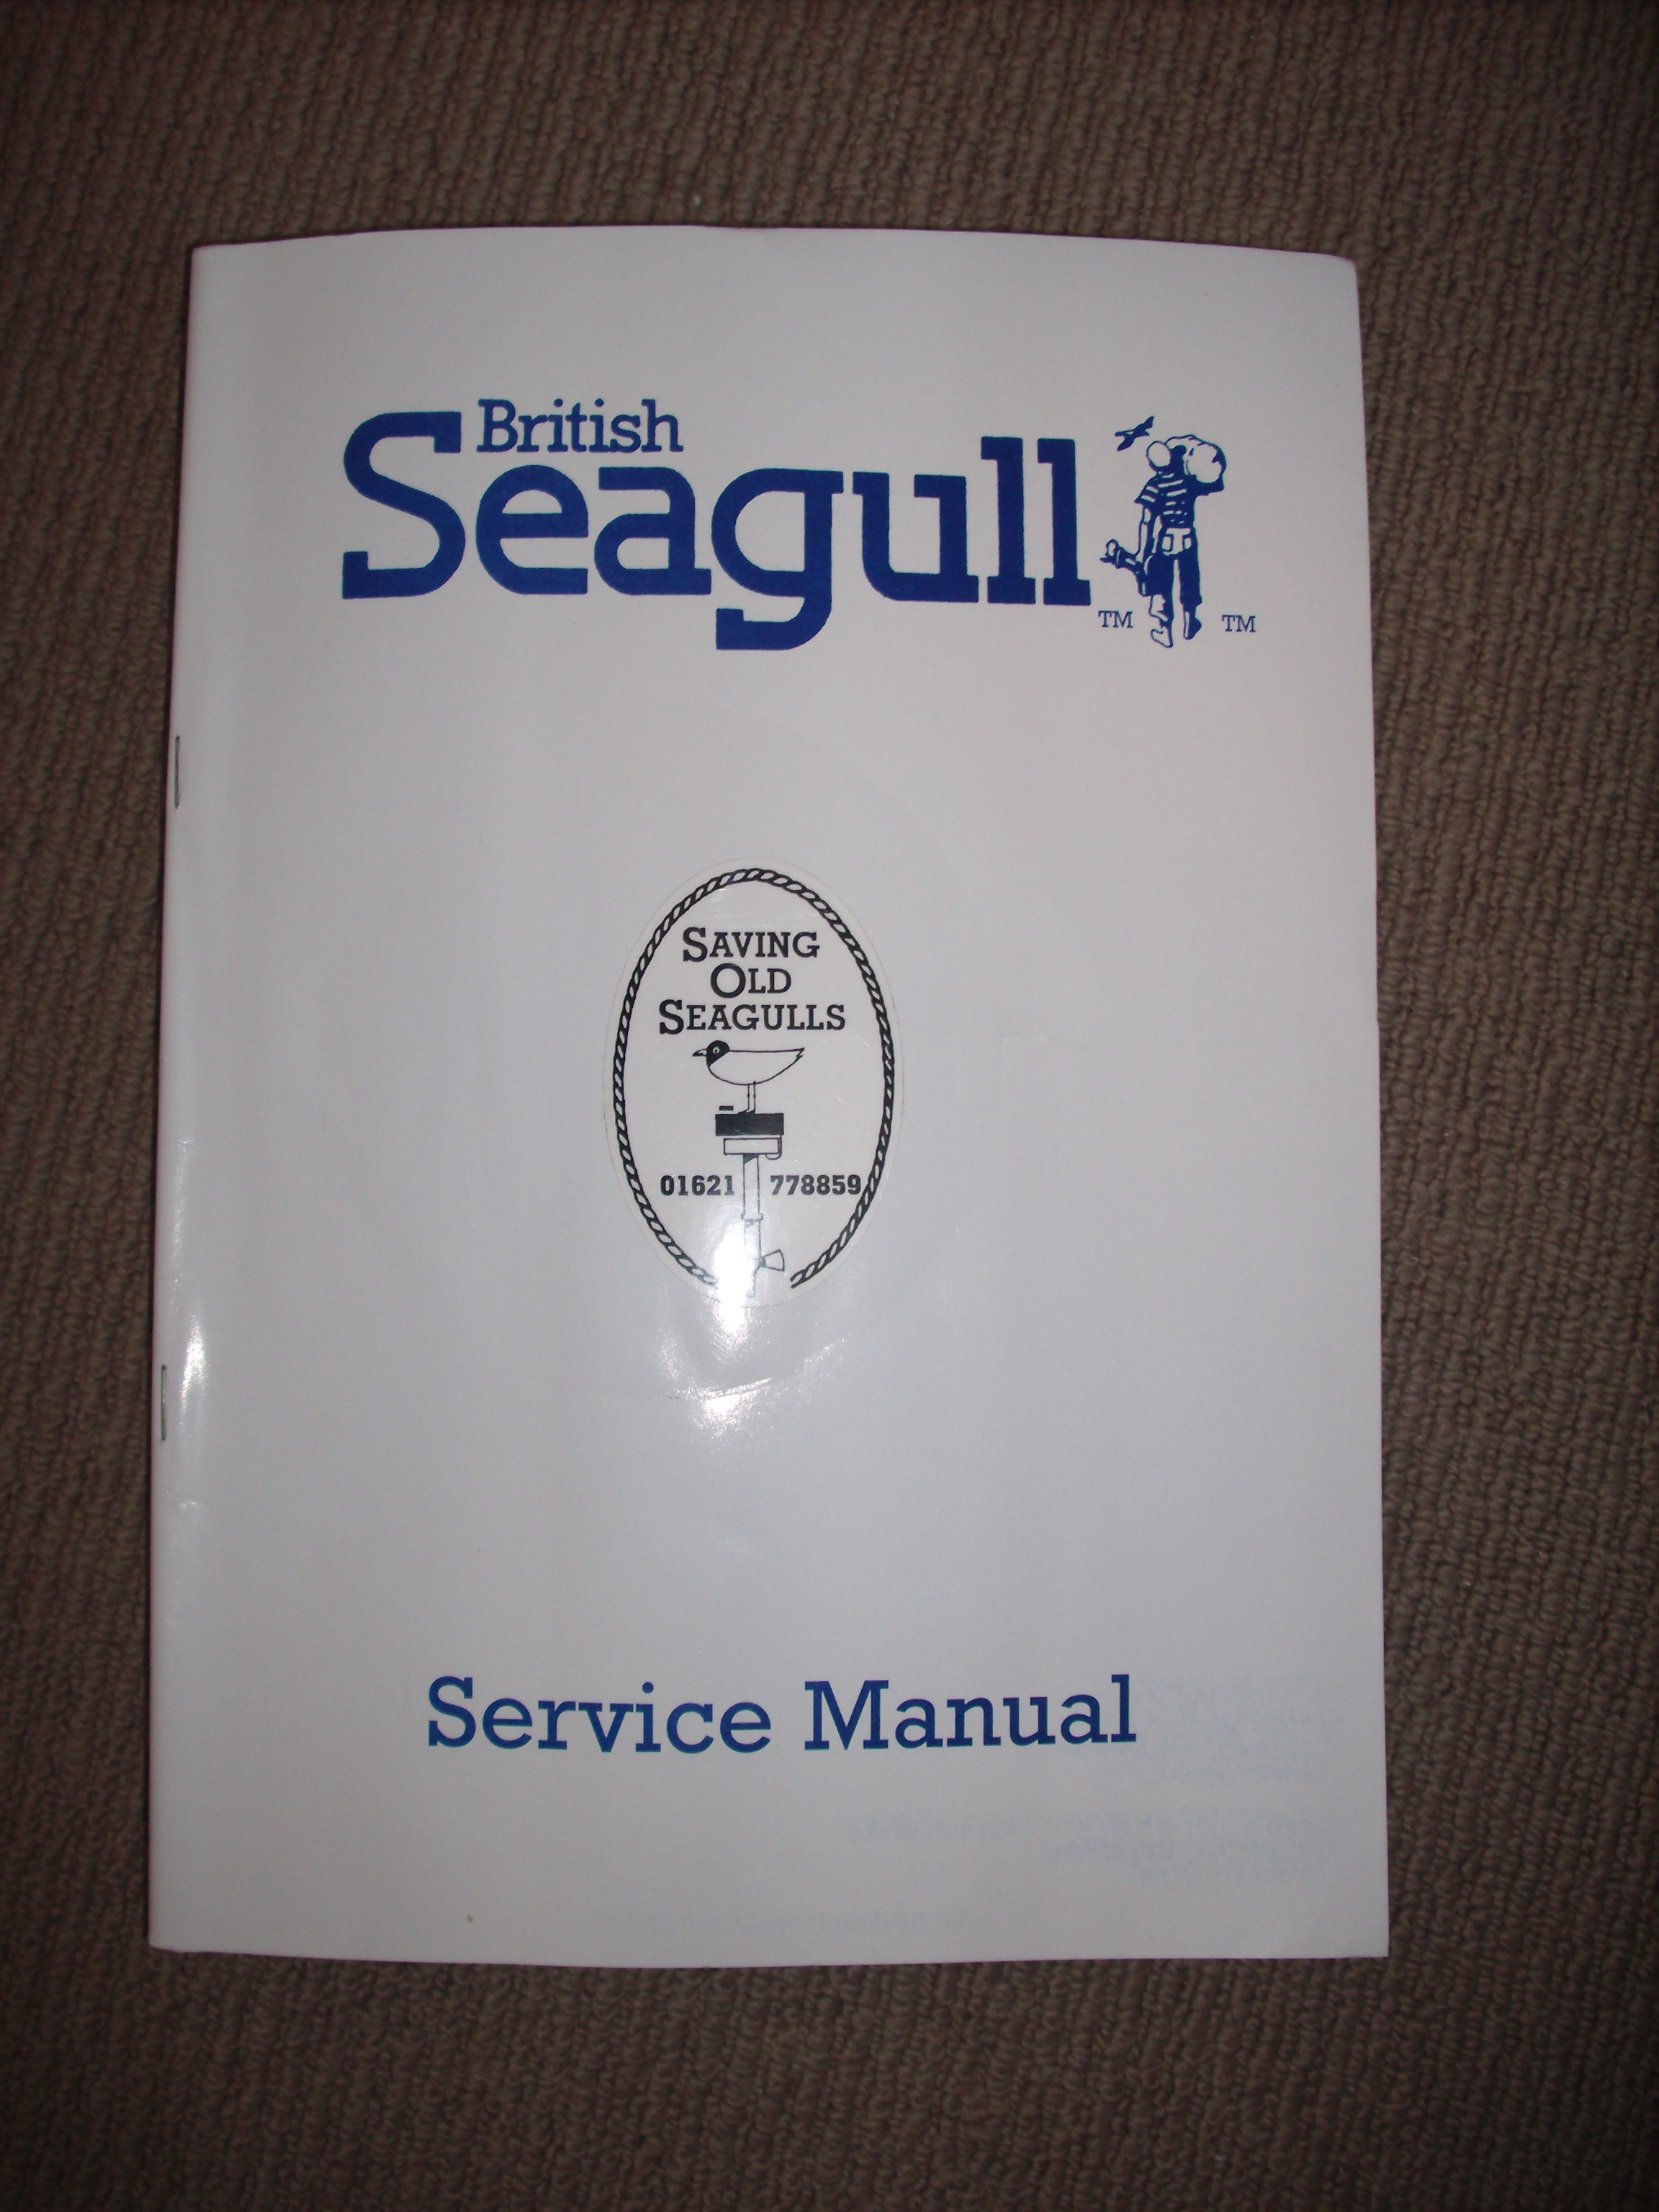 British
Seagull
TM TM
SAVING
OLD
SEAGULLS
01621 778859
Service Manual